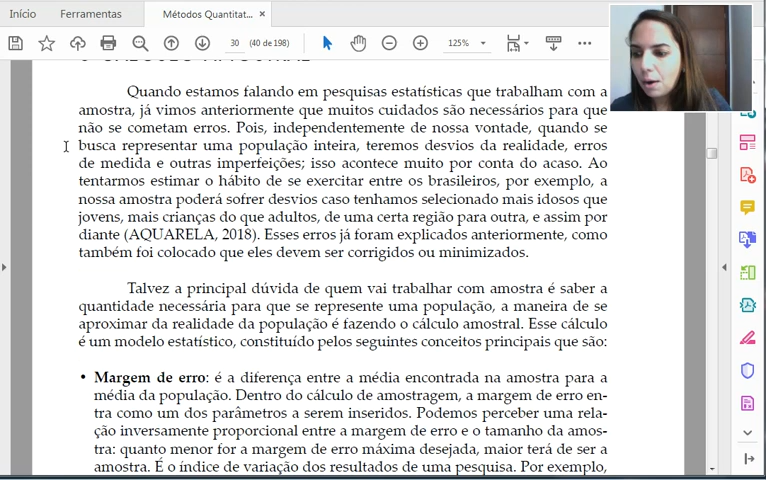 Início
Ferramentas
Métodos Quantitat...
×
30
(40 de 198)
125%
Quando estamos falando em pesquisas estatísticas que trabalham com a
amostra, já vimos anteriormente que muitos cuidados são necessários para que
não se cometam erros. Pois, independentemente de nossa vontade, quando se
busca representar uma população inteira, teremos desvios da realidade, erros
de medida e outras imperfeições; isso acontece muito por conta do acaso. Ao
tentarmos estimar o hábito de se exercitar entre os brasileiros, por exemplo, a
nossa amostra poderá sofrer desvios caso tenhamos selecionado mais idosos que
jovens, mais crianças do que adultos, de uma certa região para outra, e assim por
diante (AQUARELA, 2018). Esses erros já foram explicados anteriormente, como
também foi colocado que eles devem ser corrigidos ou minimizados.
Talvez a principal dúvida de quem vai trabalhar com amostra é saber a
quantidade necessária para que se represente uma população, a maneira de se
aproximar da realidade da população é fazendo o cálculo amostral. Esse cálculo
é um modelo estatístico, constituído pelos seguintes conceitos principais que são:
• Margem de erro: é a diferença entre a média encontrada na amostra para a
média da população. Dentro do cálculo de amostragem, a margem de erro en-
tra como um dos parâmetros a serem inseridos. Podemos perceber uma rela-
ção inversamente proporcional entre a margem de erro e o tamanho da amos-
tra: quanto menor for a margem de erro máxima desejada, maior terá de ser a
amostra. É o índice de variação dos resultados de uma pesquisa. Por exemplo,